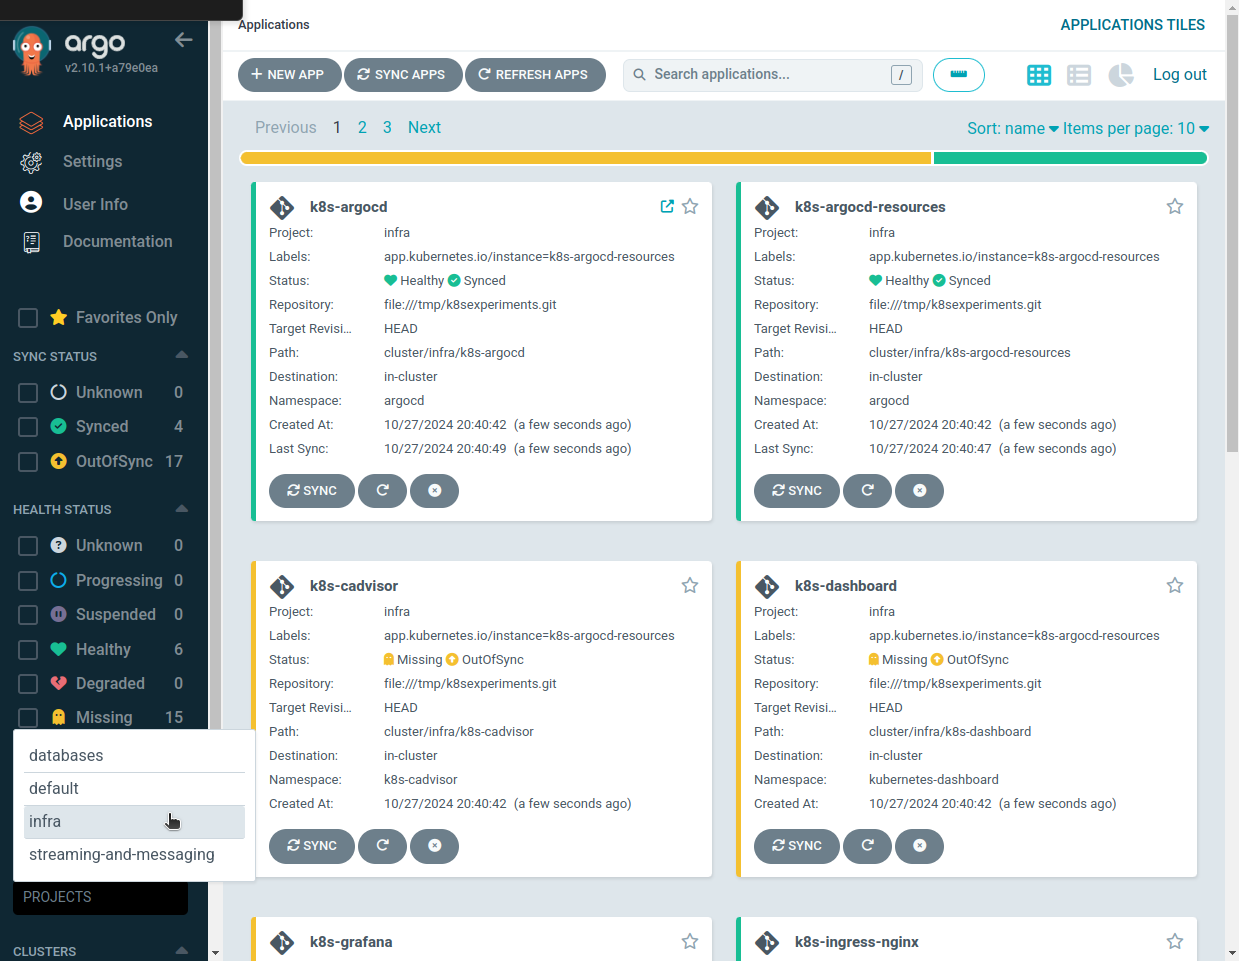 argo
v2.10.1+a79e0ea
Applications
Settings
User Info
Documentation
Favorites Only
SYNC STATUS
Unknown 0
Synced 4
OutOfSync 17
HEALTH STATUS
Unknown 0
Progressing 0
Suspended 0
Healthy 6
Degraded 0
Missing 15
databases
default
infra
streaming-and-messaging
PROJECTS
CLUSTERS
Applications
APPLICATIONS TILES
+ NEW APP
SYNC APPS
REFRESH APPS
Search applications...
/
Log out
Previous 1 2 3 Next
Sort: name Items per page: 10
k8s-argocd
Project: infra
Labels: app.kubernetes.io/instance=k8s-argocd-resources
Status: Healthy Synced
Repository: file:///tmp/k8sexperiments.git
Target Revisi... HEAD
Path: cluster/infra/k8s-argocd
Destination: in-cluster
Namespace: argocd
Created At: 10/27/2024 20:40:42 (a few seconds ago)
Last Sync: 10/27/2024 20:40:49 (a few seconds ago)
SYNC
k8s-argocd-resources
Project: infra
Labels: app.kubernetes.io/instance=k8s-argocd-resources
Status: Healthy Synced
Repository: file:///tmp/k8sexperiments.git
Target Revisi... HEAD
Path: cluster/infra/k8s-argocd-resources
Destination: in-cluster
Namespace: argocd
Created At: 10/27/2024 20:40:42 (a few seconds ago)
Last Sync: 10/27/2024 20:40:47 (a few seconds ago)
SYNC
k8s-cadvisor
Project: infra
Labels: app.kubernetes.io/instance=k8s-argocd-resources
Status: Missing OutOfSync
Repository: file:///tmp/k8sexperiments.git
Target Revisi... HEAD
Path: cluster/infra/k8s-cadvisor
Destination: in-cluster
Namespace: k8s-cadvisor
Created At: 10/27/2024 20:40:42 (a few seconds ago)
SYNC
k8s-dashboard
Project: infra
Labels: app.kubernetes.io/instance=k8s-argocd-resources
Status: Missing OutOfSync
Repository: file:///tmp/k8sexperiments.git
Target Revisi... HEAD
Path: cluster/infra/k8s-dashboard
Destination: in-cluster
Namespace: kubernetes-dashboard
Created At: 10/27/2024 20:40:42 (a few seconds ago)
SYNC
k8s-grafana
k8s-ingress-nginx